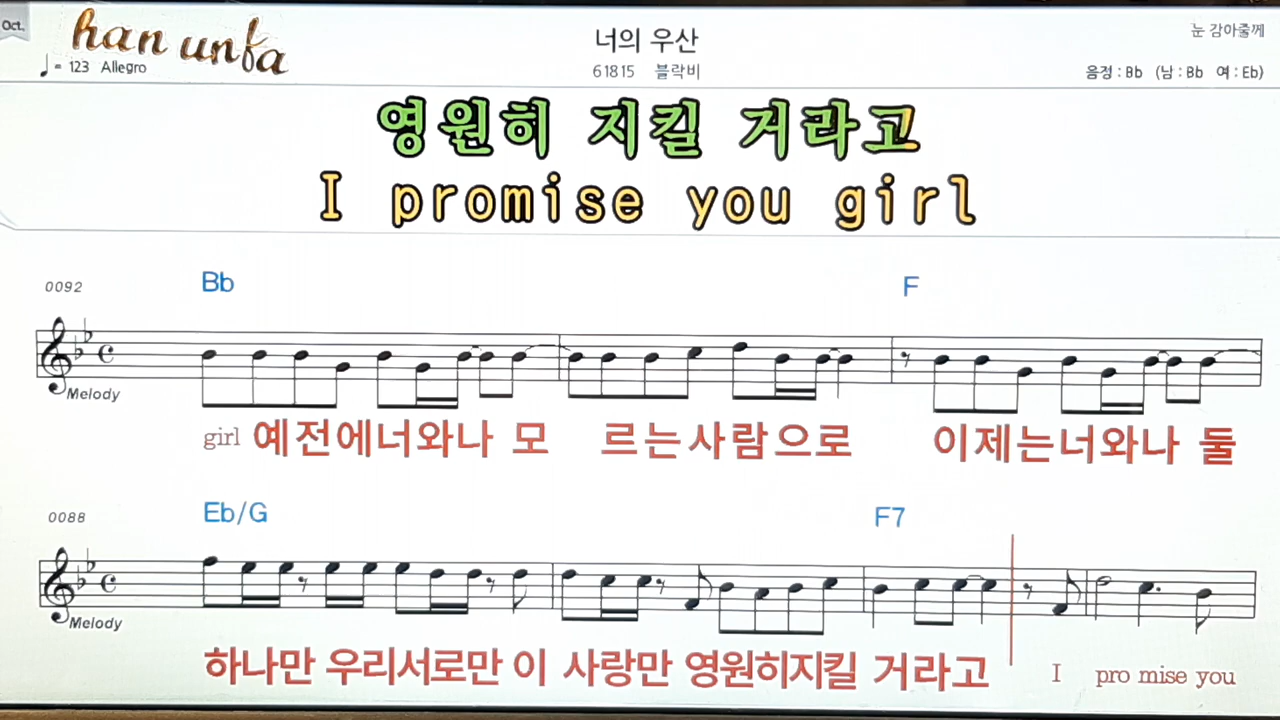 Oct.
han unfa
너의 우산
눈 감아줄께
♩= 123 Allegro
61815 블락비
음정 : Bb (남 : Bb 여 : Eb)
영원히 지킬 거라고
I promise you girl
0092
Bb F
Melody
girl 예전에너와나 모 르는사람으로 이제는너와나 둘
0088
Eb/G F7
Melody
하나만 우리서로만 이 사랑만 영원히지킬 거라고 I pro mise you